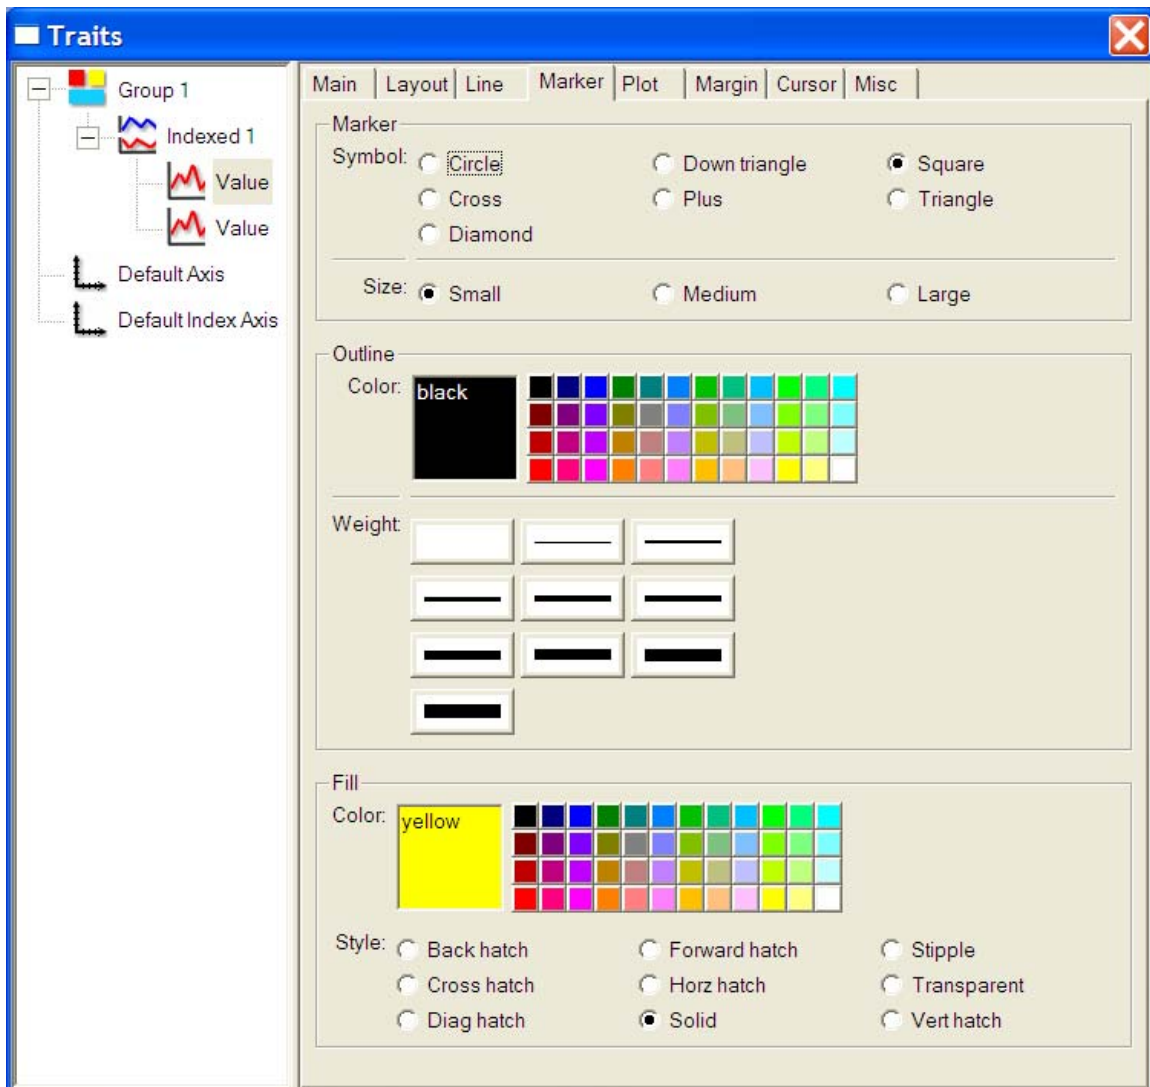 Traits
Group 1
Indexed 1
Value
Value
Default Axis
Default Index Axis
Main Layout Line Marker Plot Margin Cursor Misc
Marker
Symbol: Circle Down triangle Square
Cross Plus Triangle
Diamond
Size: Small Medium Large
Outline
Color: black
Weight:
Fill
Color: yellow
Style: Back hatch Forward hatch Stipple
Cross hatch Horz hatch Transparent
Diag hatch Solid Vert hatch